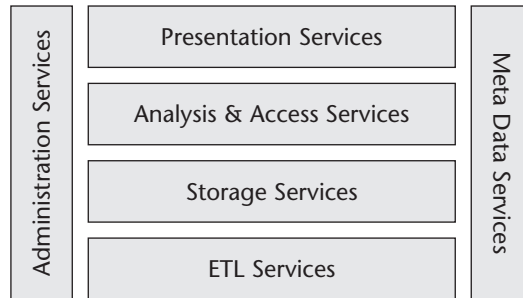 Administration Services
Presentation Services
Analysis & Access Services
Storage Services
ETL Services
Meta Data Services